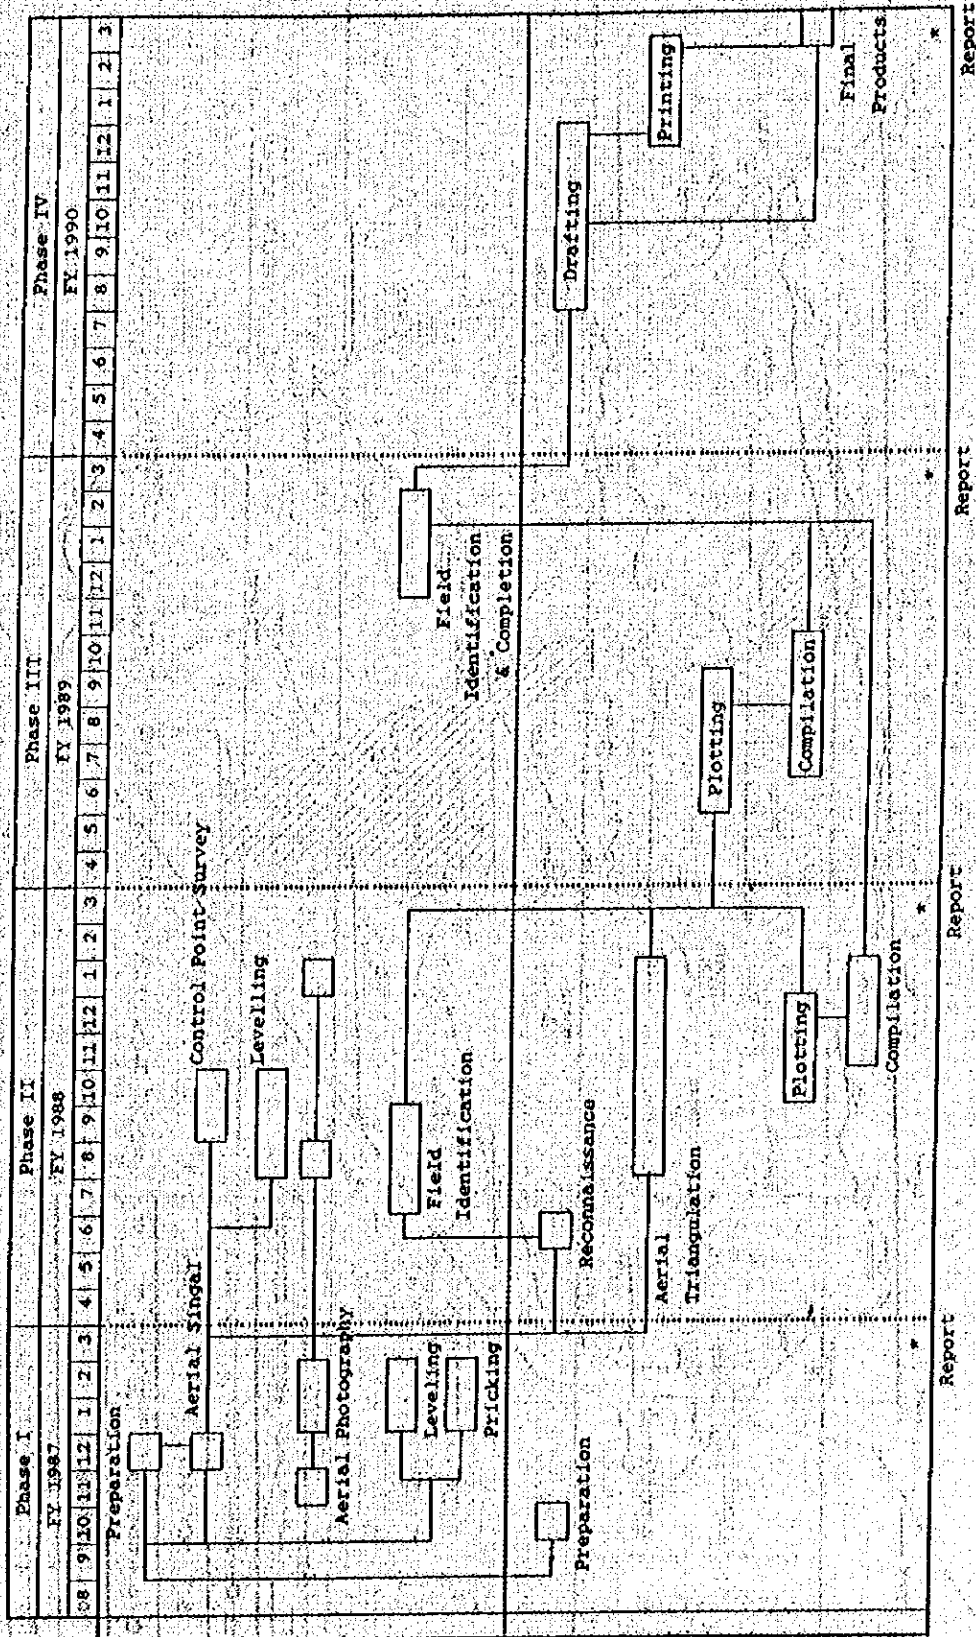 Phase I Phase II Phase III Phase IV
FY 1987 FY 1988 FY 1989 FY 1990
08 9 10 11 12 1 2 3 4 5 6 7 8 9 10 11 12 1 2 3 4 5 6 7 8 9 10 11 12 1 2 3 4 5 6 7 8 9 10 11 12 1 2 3
Preparation
Aerial Singal
Control Point Survey
Levelling
Aerial Photography
Leveling
Pricking
Field
Identification
Field
Identification
& Completion
Preparation
Reconnaissance
Aerial
Triangulation
Plotting
Compilation
Plotting
Compilation
Drafting
Printing
Final
Products
* * * *
Report Report Report Report